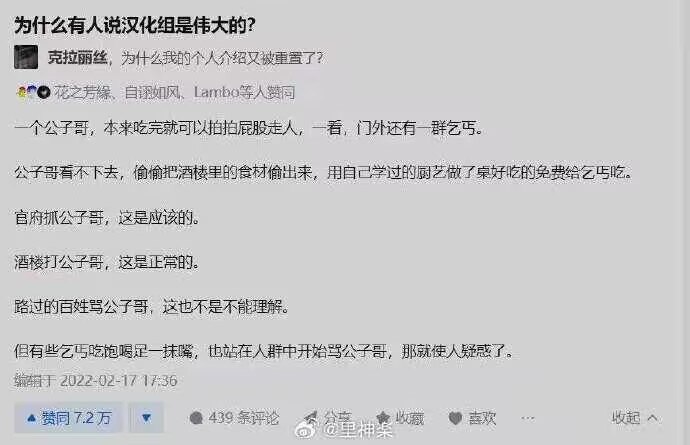 为什么有人说汉化组是伟大的?
克拉丽丝，为什么我的个人介绍又被重置了?
花之芳緣、自诩如风、Lambo等人赞同
一个公子哥，本来吃完就可以拍拍屁股走人，一看，门外还有一群乞丐。
公子哥看不下去，偷偷把酒楼里的食材偷出来，用自己学过的厨艺做了桌好吃的免费给乞丐吃。
官府抓公子哥，这是应该的。
酒楼打公子哥，这是正常的。
路过的百姓骂公子哥，这也不是不能理解。
但有些乞丐吃饱喝足一抹嘴，也站在人群中开始骂公子哥，那就使人疑惑了。
编辑于 2022-02-17 17:36
赞同 7.2 万 439 条评论 分享 收藏 喜欢 ··· 收起
@里神楽